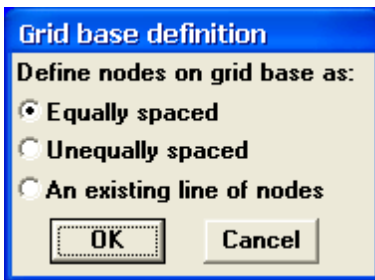 Grid base definition
Define nodes on grid base as:
Equally spaced
Unequally spaced
An existing line of nodes
OK Cancel